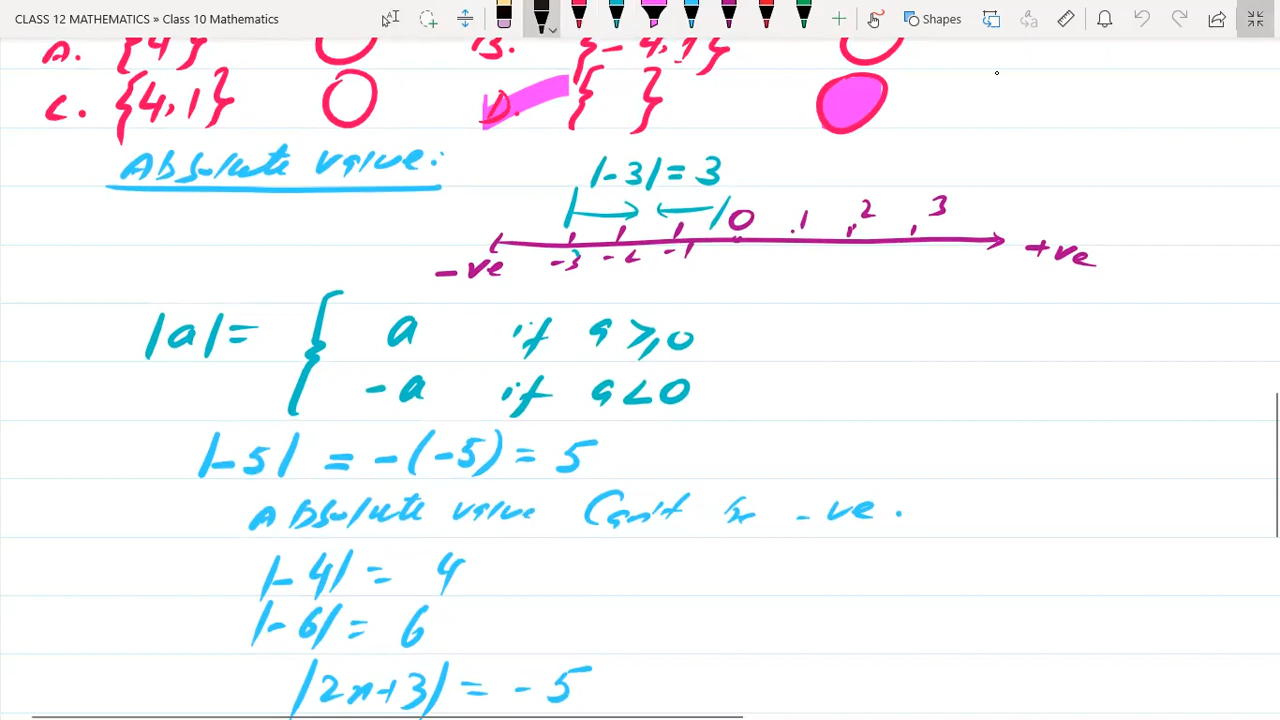 CLASS 12 MATHEMATICS » Class 10 Mathematics
Shapes
A. {4} B. {-4,1}
C. {4,1} D. { }
Absolute value:
|-3| = 3
0 1 2 3
-3 -2 -1
-ve +ve
|a| = { a if a ≥ 0
-a if a < 0
|-5| = -(-5) = 5
Absolute value Can't be -ve.
|-4| = 4
|-6| = 6
|2x+3| = -5